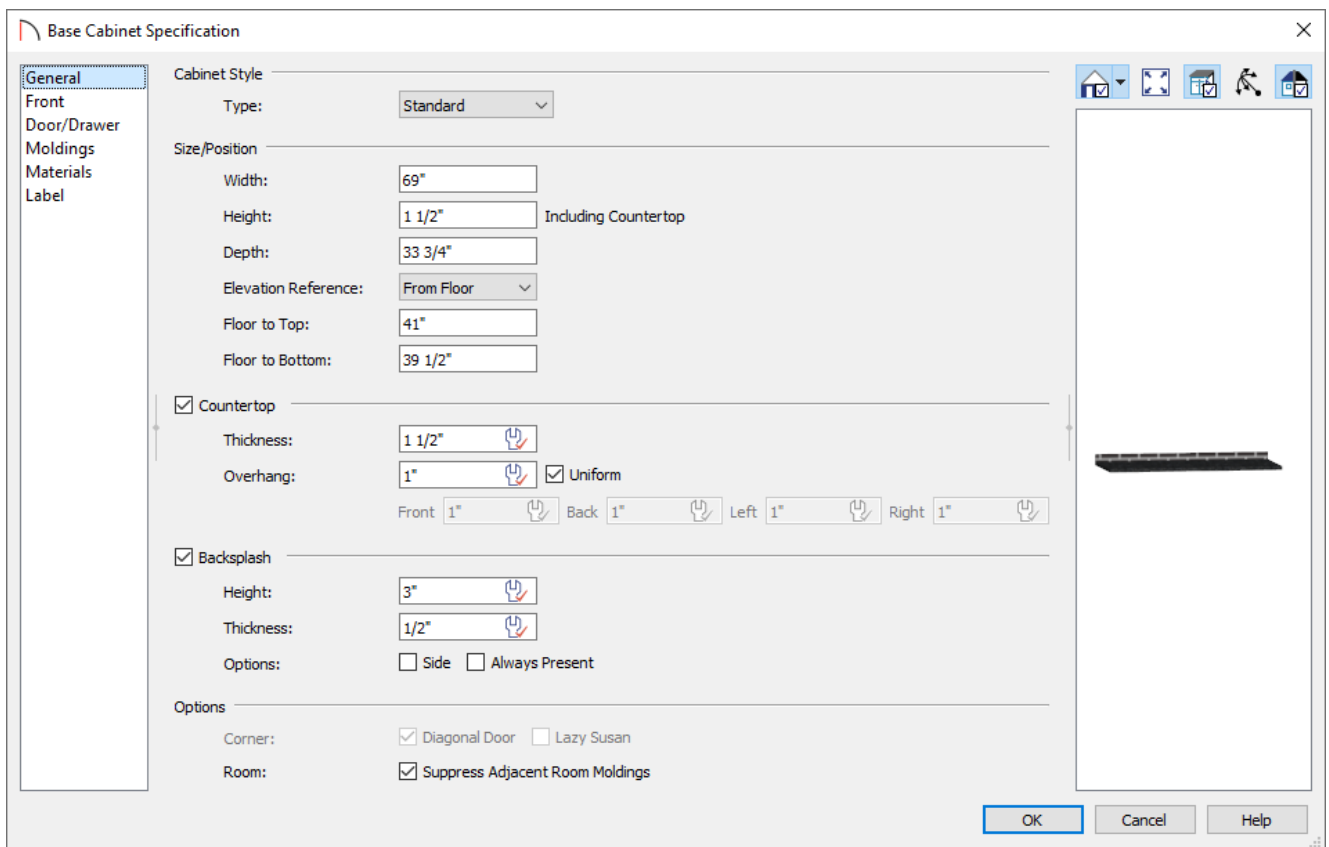 Base Cabinet Specification
General
Front
Door/Drawer
Moldings
Materials
Label
Cabinet Style
Type: Standard
Size/Position
Width: 69"
Height: 1 1/2" Including Countertop
Depth: 33 3/4"
Elevation Reference: From Floor
Floor to Top: 41"
Floor to Bottom: 39 1/2"
Countertop
Thickness: 1 1/2"
Overhang: 1" Uniform
Front 1" Back 1" Left 1" Right 1"
Backsplash
Height: 3"
Thickness: 1/2"
Options: Side Always Present
Options
Corner: Diagonal Door Lazy Susan
Room: Suppress Adjacent Room Moldings
OK Cancel Help